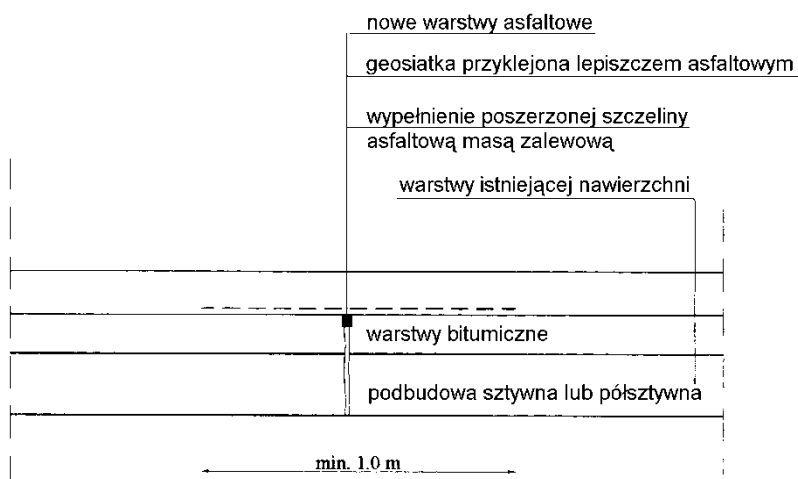 nowe warstwy asfaltowe
geosiatka przyklejona lepiszczem asfaltowym
wypełnienie poszerzonej szczeliny
asfaltową masą zalewową
warstwy istniejącej nawierzchni
warstwy bitumiczne
podbudowa sztywna lub półsztywna
min. 1.0 m